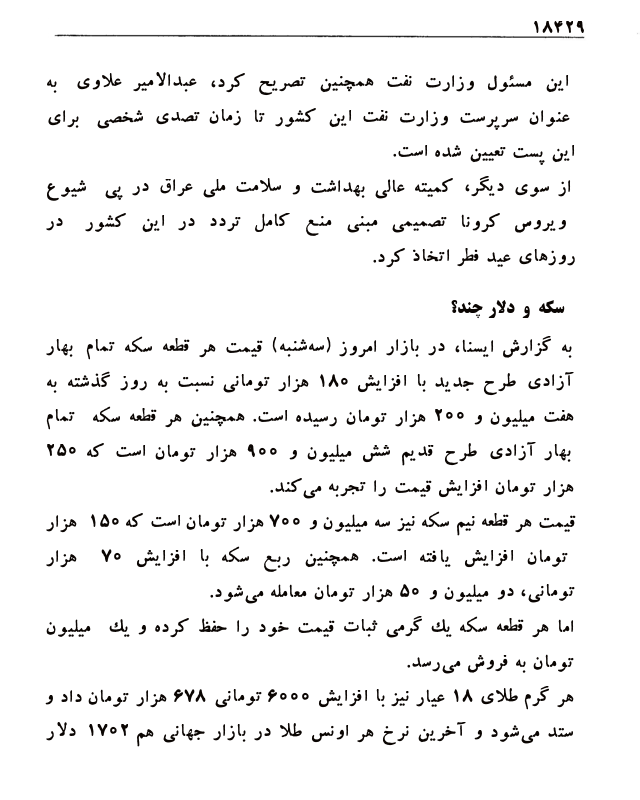 ۱۸۴۲۹
این مسئول وزارت نفت همچنین تصریح کرد، عبدالامیر علاوی به
عنوان سرپرست وزارت نفت این کشور تا زمان تصدی شخصی برای
این پست تعیین شده است.
از سوی دیگر، کمیته عالی بهداشت و سلامت ملی عراق در پی شیوع
ویروس کرونا تصمیمی مبنی منع کامل تردد در این کشور در
روزهای عید فطر اتخاذ کرد.
سکه و دلار چند؟
به گزارش ایسنا، در بازار امروز (سه‌شنبه) قیمت هر قطعه سکه تمام بهار
آزادی طرح جدید با افزایش ۱۸۰ هزار تومانی نسبت به روز گذشته به
هفت میلیون و ۲۰۰ هزار تومان رسیده است. همچنین هر قطعه سکه تمام
بهار آزادی طرح قدیم شش میلیون و ۹۰۰ هزار تومان است که ۲۵۰
هزار تومان افزایش قیمت را تجربه می‌کند.
قیمت هر قطعه نیم سکه نیز سه میلیون و ۷۰۰ هزار تومان است که ۱۵۰ هزار
تومان افزایش یافته است. همچنین ربع سکه با افزایش ۷۰ هزار
تومانی، دو میلیون و ۵۰ هزار تومان معامله می‌شود.
اما هر قطعه سکه یك گرمی ثبات قیمت خود را حفظ کرده و یك میلیون
تومان به فروش می‌رسد.
هر گرم طلای ۱۸ عیار نیز با افزایش ۶۰۰۰ تومانی ۶۷۸ هزار تومان داد و
ستد می‌شود و آخرین نرخ هر اونس طلا در بازار جهانی هم ۱۷۰۲ دلار